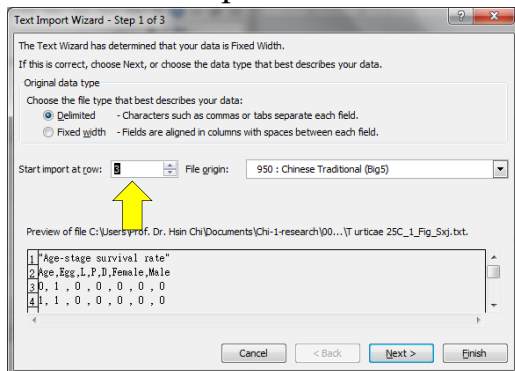 Text Import Wizard - Step 1 of 3
The Text Wizard has determined that your data is Fixed Width.
If this is correct, choose Next, or choose the data type that best describes your data.
Original data type
Choose the file type that best describes your data:
Delimited - Characters such as commas or tabs separate each field.
Fixed width - Fields are aligned in columns with spaces between each field.
Start import at row: 3 File origin: 950 : Chinese Traditional (Big5)
Preview of file C:\Users\Prof. Dr. Hsin Chi\Documents\Chi-1-research\00...\T urticae 25C_1_Fig_Sxj.txt.
1 "Age-stage survival rate"
2 Age,Egg,L,P,D,Female,Male
3 0, 1 , 0 , 0 , 0 , 0 , 0
4 1, 1 , 0 , 0 , 0 , 0 , 0
Cancel < Back Next > Finish